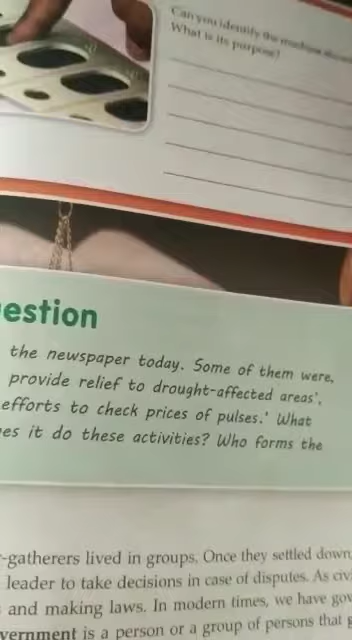 Can you identify the machine
What is its purpose?
estion
the newspaper today. Some of them were,
provide relief to drought-affected areas',
efforts to check prices of pulses.' What
es it do these activities? Who forms the
-gatherers lived in groups. Once they settled down,
leader to take decisions in case of disputes. As civi
and making laws. In modern times, we have gov
vernment is a person or a group of persons that g